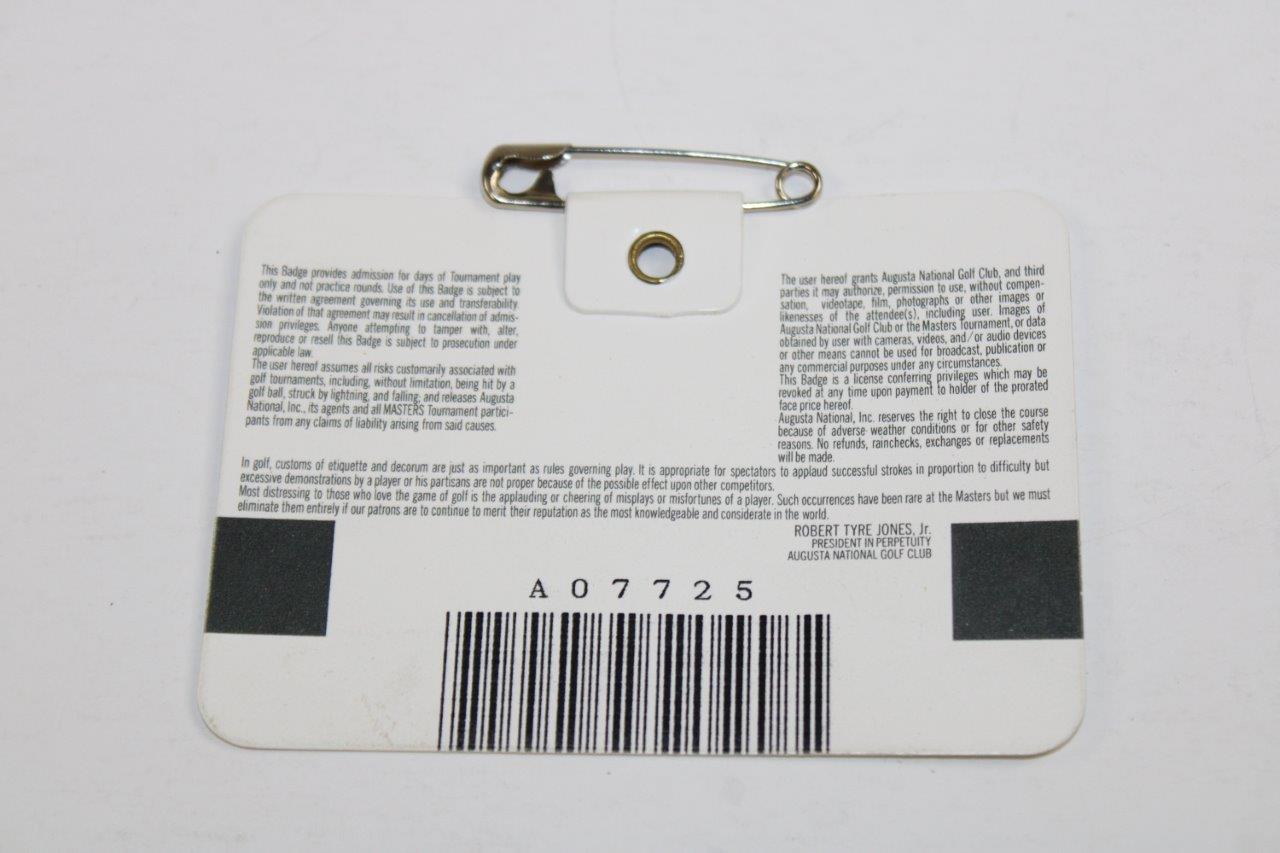 This Badge provides admission for days of Tournament play
only and not practice rounds. Use of this Badge is subject to
the written agreement governing its use and transferability.
Violation of that agreement may result in cancellation of admis-
sion privileges. Anyone attempting to tamper with, alter,
reproduce or resell this Badge is subject to prosecution under
applicable law.
The user hereof assumes all risks customarily associated with
golf tournaments, including, without limitation, being hit by a
golf ball, struck by lightning, and falling; and releases Augusta
National, Inc., its agents and all MASTERS Tournament partici-
pants from any claims of liability arising from said causes.
The user hereof grants Augusta National Golf Club, and third
parties it may authorize, permission to use, without compen-
sation, videotape, film, photographs or other images or
likenesses of the attendee(s), including user. Images of
Augusta National Golf Club or the Masters Tournament, or data
obtained by user with cameras, videos, and/or audio devices
or other means cannot be used for broadcast, publication or
any commercial purposes under any circumstances.
This Badge is a license conferring privileges which may be
revoked at any time upon payment to holder of the prorated
face price hereof.
Augusta National, Inc. reserves the right to close the course
because of adverse weather conditions or for other safety
reasons. No refunds, rainchecks, exchanges or replacements
will be made.
In golf, customs of etiquette and decorum are just as important as rules governing play. It is appropriate for spectators to applaud successful strokes in proportion to difficulty but
excessive demonstrations by a player or his partisans are not proper because of the possible effect upon other competitors.
Most distressing to those who love the game of golf is the applauding or cheering of misplays or misfortunes of a player. Such occurrences have been rare at the Masters but we must
eliminate them entirely if our patrons are to continue to merit their reputation as the most knowledgeable and considerate in the world.
ROBERT TYRE JONES, Jr.
PRESIDENT IN PERPETUITY
AUGUSTA NATIONAL GOLF CLUB
A07725